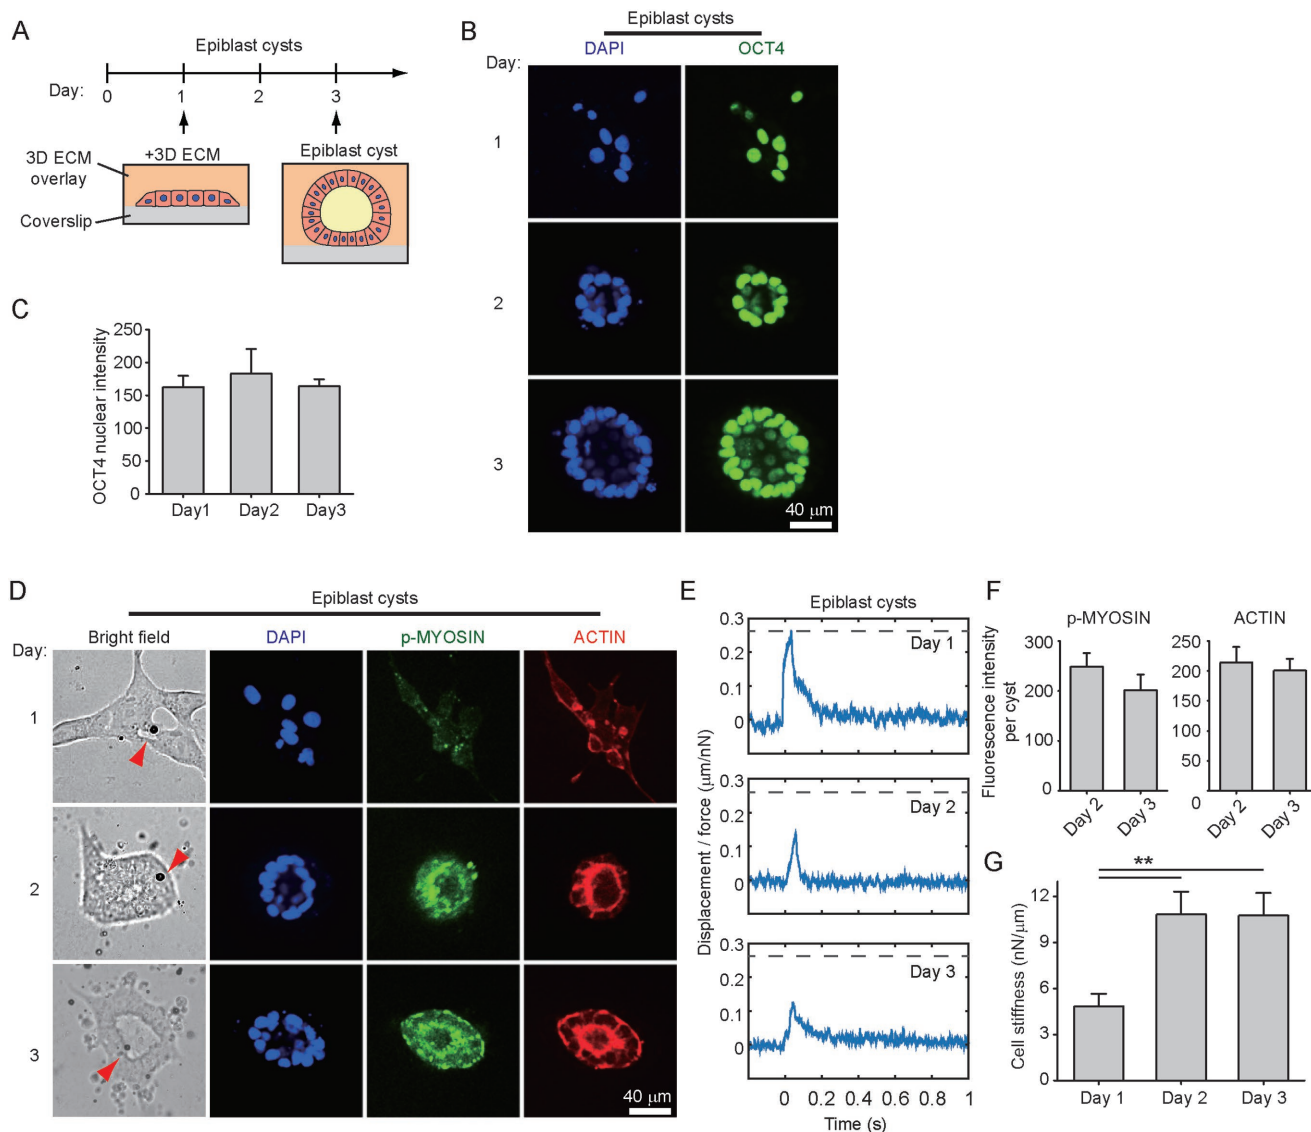 A
Epiblast cysts
Day: 0 1 2 3
+3D ECM
Epiblast cyst
3D ECM
overlay
Coverslip
B
Epiblast cysts
DAPI OCT4
Day:
1
2
3
40 μm
C
OCT4 nuclear intensity
250
200
150
100
50
0
Day1 Day2 Day3
D
Epiblast cysts
Bright field DAPI p-MYOSIN ACTIN
Day:
1
2
3
40 μm
E
Epiblast cysts
Displacement / force (μm/nN)
0.3
0.2
0.1
0
Day 1
0.3
0.2
0.1
0
Day 2
0.3
0.2
0.1
0
Day 3
0 0.2 0.4 0.6 0.8 1
Time (s)
F
p-MYOSIN
Fluorescence intensity
per cyst
300
200
100
0
Day 2 Day 3
ACTIN
250
200
150
100
50
0
Day 2 Day 3
G
**
Cell stiffness (nN/μm)
12
9
6
3
0
Day 1 Day 2 Day 3